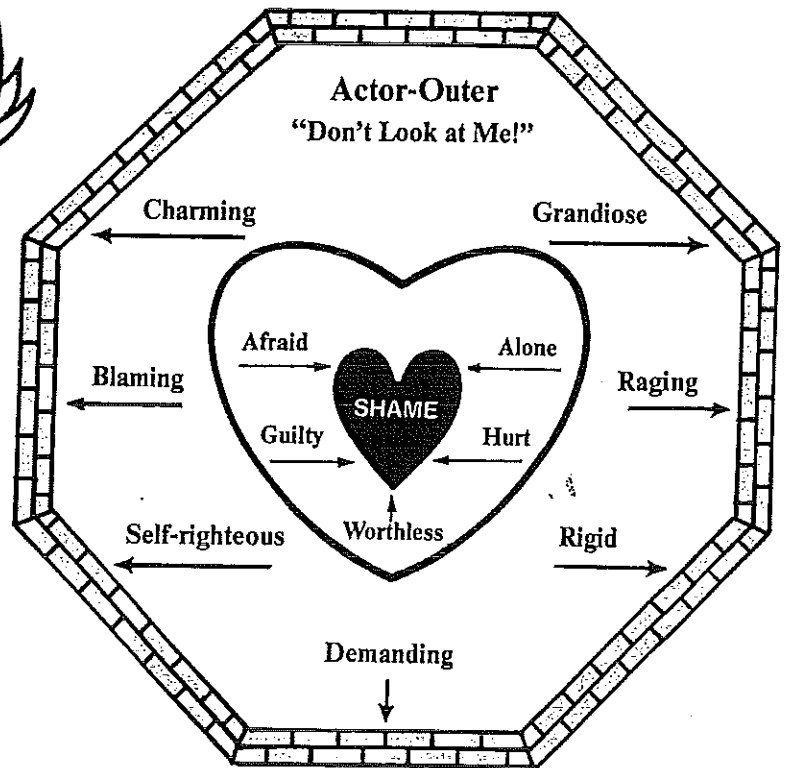 Actor-Outer
“Don't Look at Me!”
Charming
Grandiose
Afraid
Alone
Blaming
SHAME
Raging
Guilty
Hurt
Self-righteous
Worthless
Rigid
Demanding